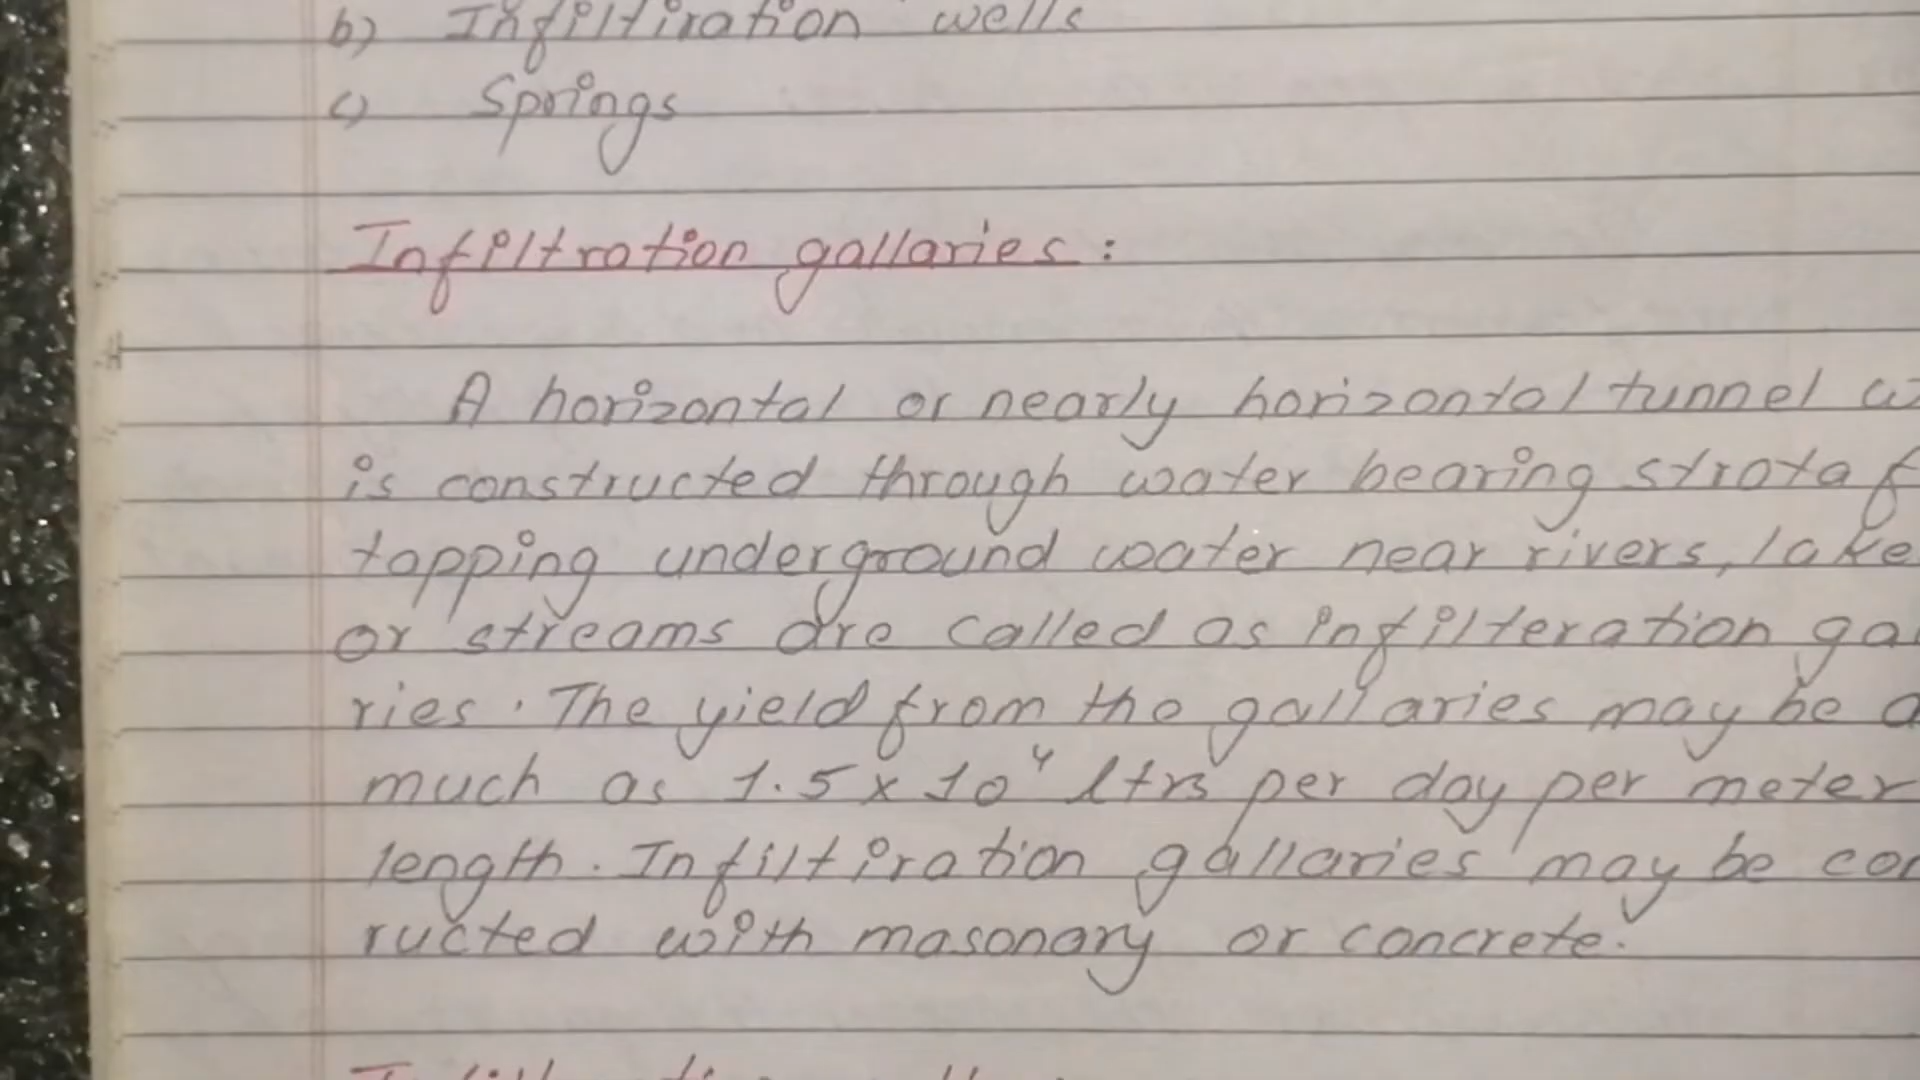 b) Infiltiration wells
c) Springs
Infiltration gallaries:
A horizontal or nearly horizontal tunnel
is constructed through water bearing strata f
tapping underground water near rivers, lake
or streams are called as infilteration gal
ries. The yield from the gallaries may be a
much as 1.5 x 10⁴ ltrs per day per meter
length. Infiltiration gallaries may be con
ructed with masonary or concrete.